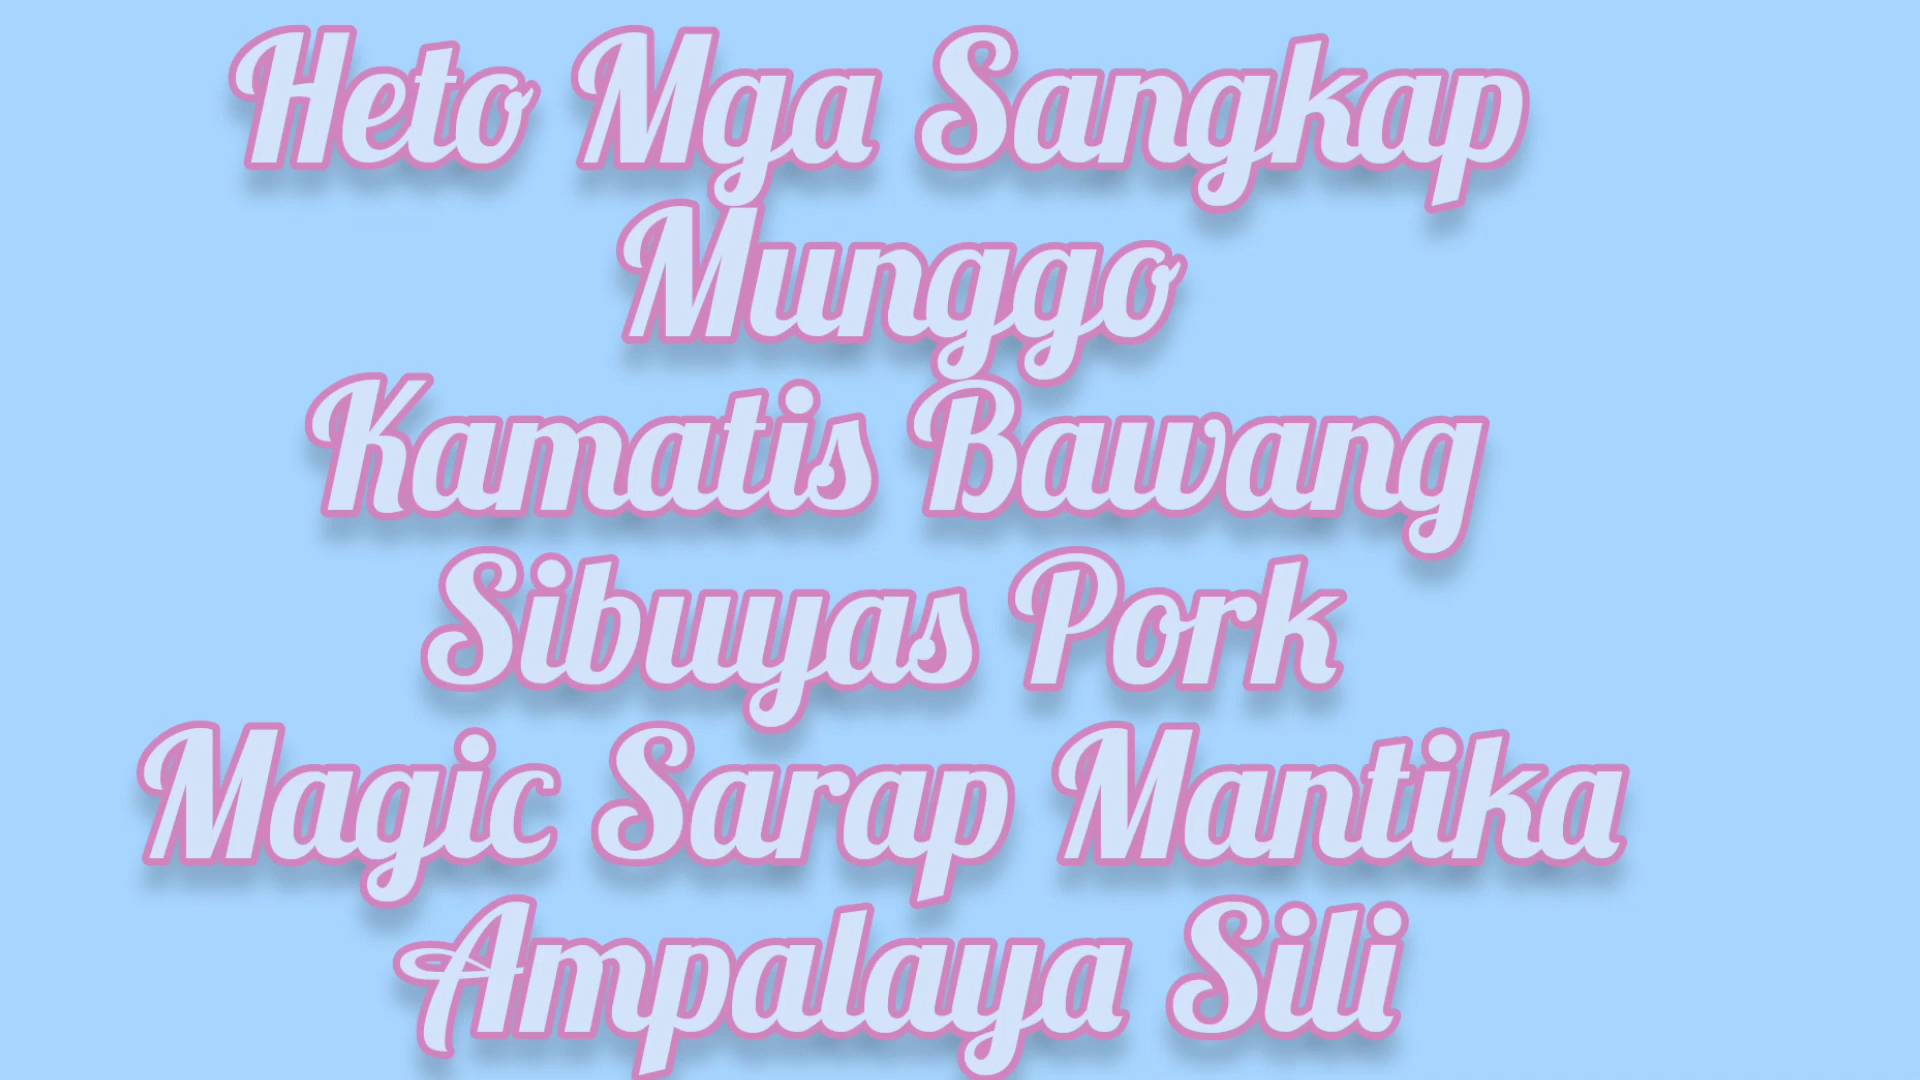 Heto Mga Sangkap
Munggo
Kamatis Bawang
Sibuyas Pork
Magic Sarap Mantika
Ampalaya Sili